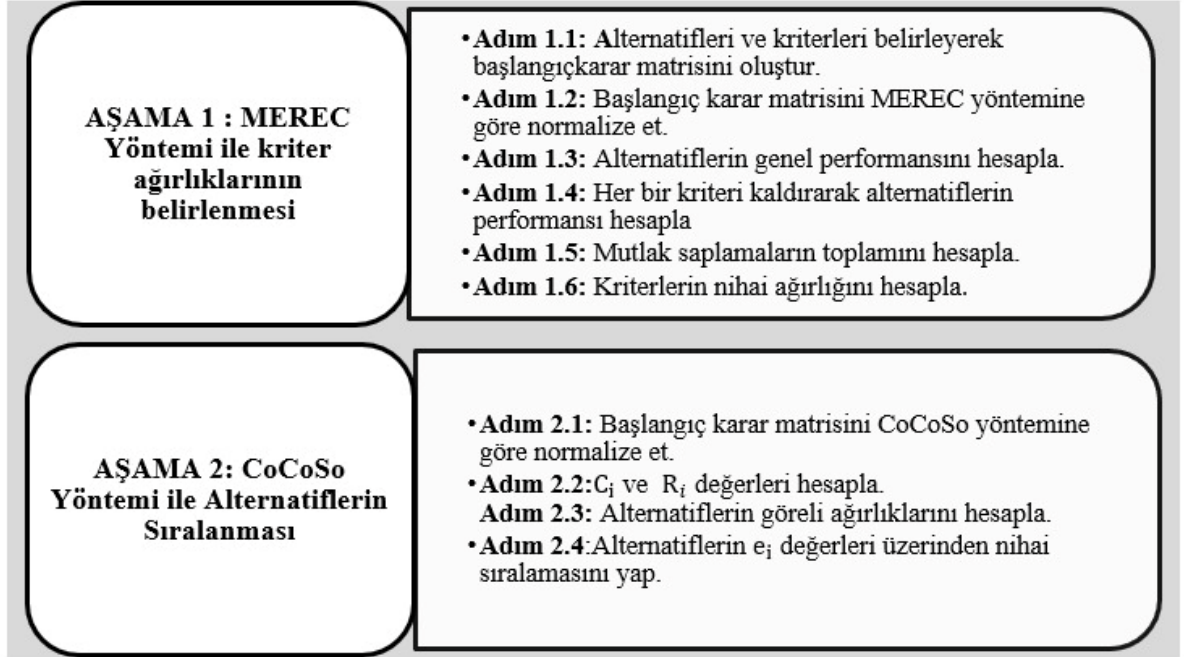 AŞAMA 1 : MEREC
Yöntemi ile kriter
ağırlıklarının
belirlenmesi
•Adım 1.1: Alternatifleri ve kriterleri belirleyerek
başlangıçkarar matrisini oluştur.
•Adım 1.2: Başlangıç karar matrisini MEREC yöntemine
göre normalize et.
•Adım 1.3: Alternatiflerin genel performansını hesapla.
•Adım 1.4: Her bir kriteri kaldırarak alternatiflerin
performansı hesapla
•Adım 1.5: Mutlak saplamaların toplamını hesapla.
•Adım 1.6: Kriterlerin nihai ağırlığını hesapla.
AŞAMA 2: CoCoSo
Yöntemi ile Alternatiflerin
Sıralanması
•Adım 2.1: Başlangıç karar matrisini CoCoSo yöntemine
göre normalize et.
•Adım 2.2:Cᵢ ve Rᵢ değerleri hesapla.
Adım 2.3: Alternatiflerin göreli ağırlıklarını hesapla.
•Adım 2.4:Alternatiflerin eᵢ değerleri üzerinden nihai
sıralamasını yap.